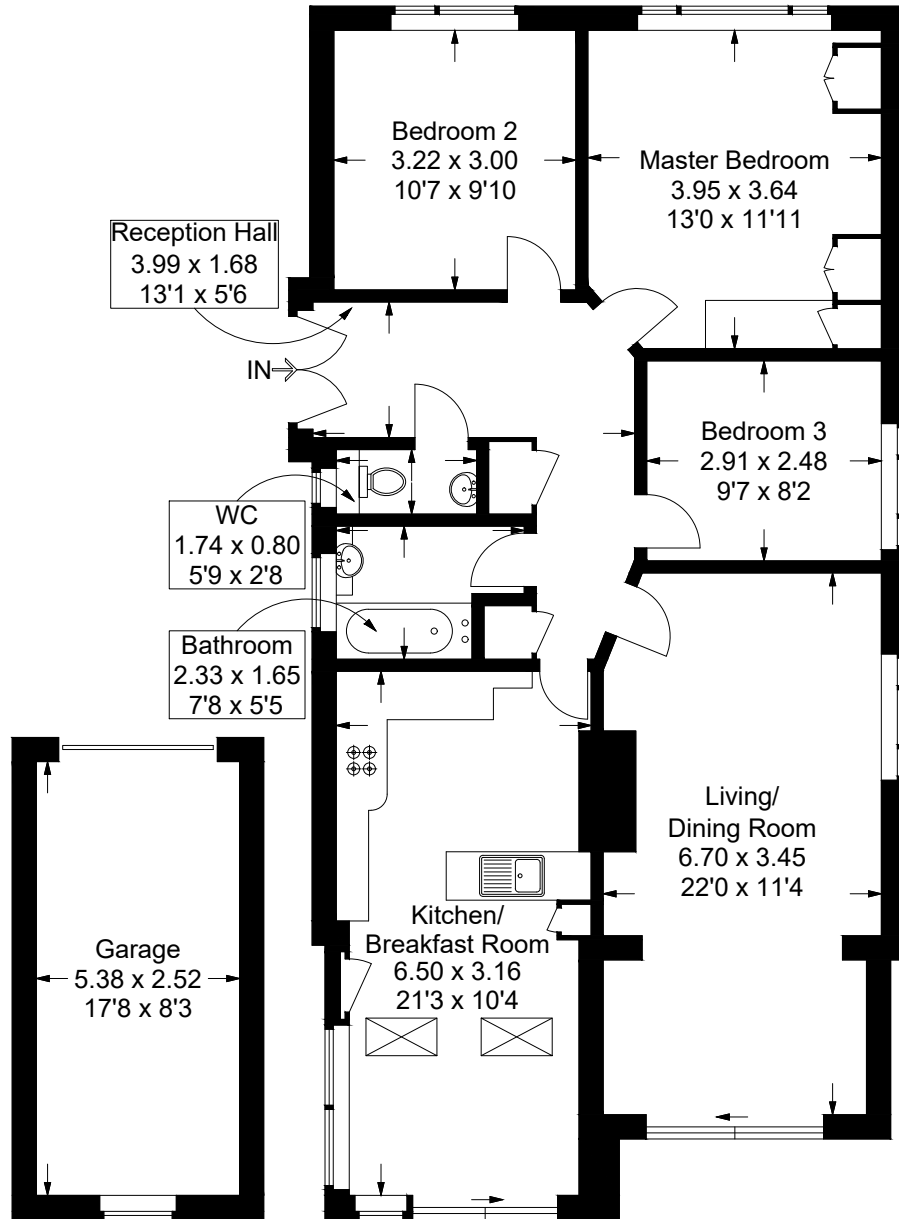 Bedroom 2
3.22 x 3.00
10'7 x 9'10
Master Bedroom
3.95 x 3.64
13'0 x 11'11
Reception Hall
3.99 x 1.68
13'1 x 5'6
IN
Bedroom 3
2.91 x 2.48
9'7 x 8'2
WC
1.74 x 0.80
5'9 x 2'8
Bathroom
2.33 x 1.65
7'8 x 5'5
Living/
Dining Room
6.70 x 3.45
22'0 x 11'4
Kitchen/
Breakfast Room
6.50 x 3.16
21'3 x 10'4
Garage
5.38 x 2.52
17'8 x 8'3